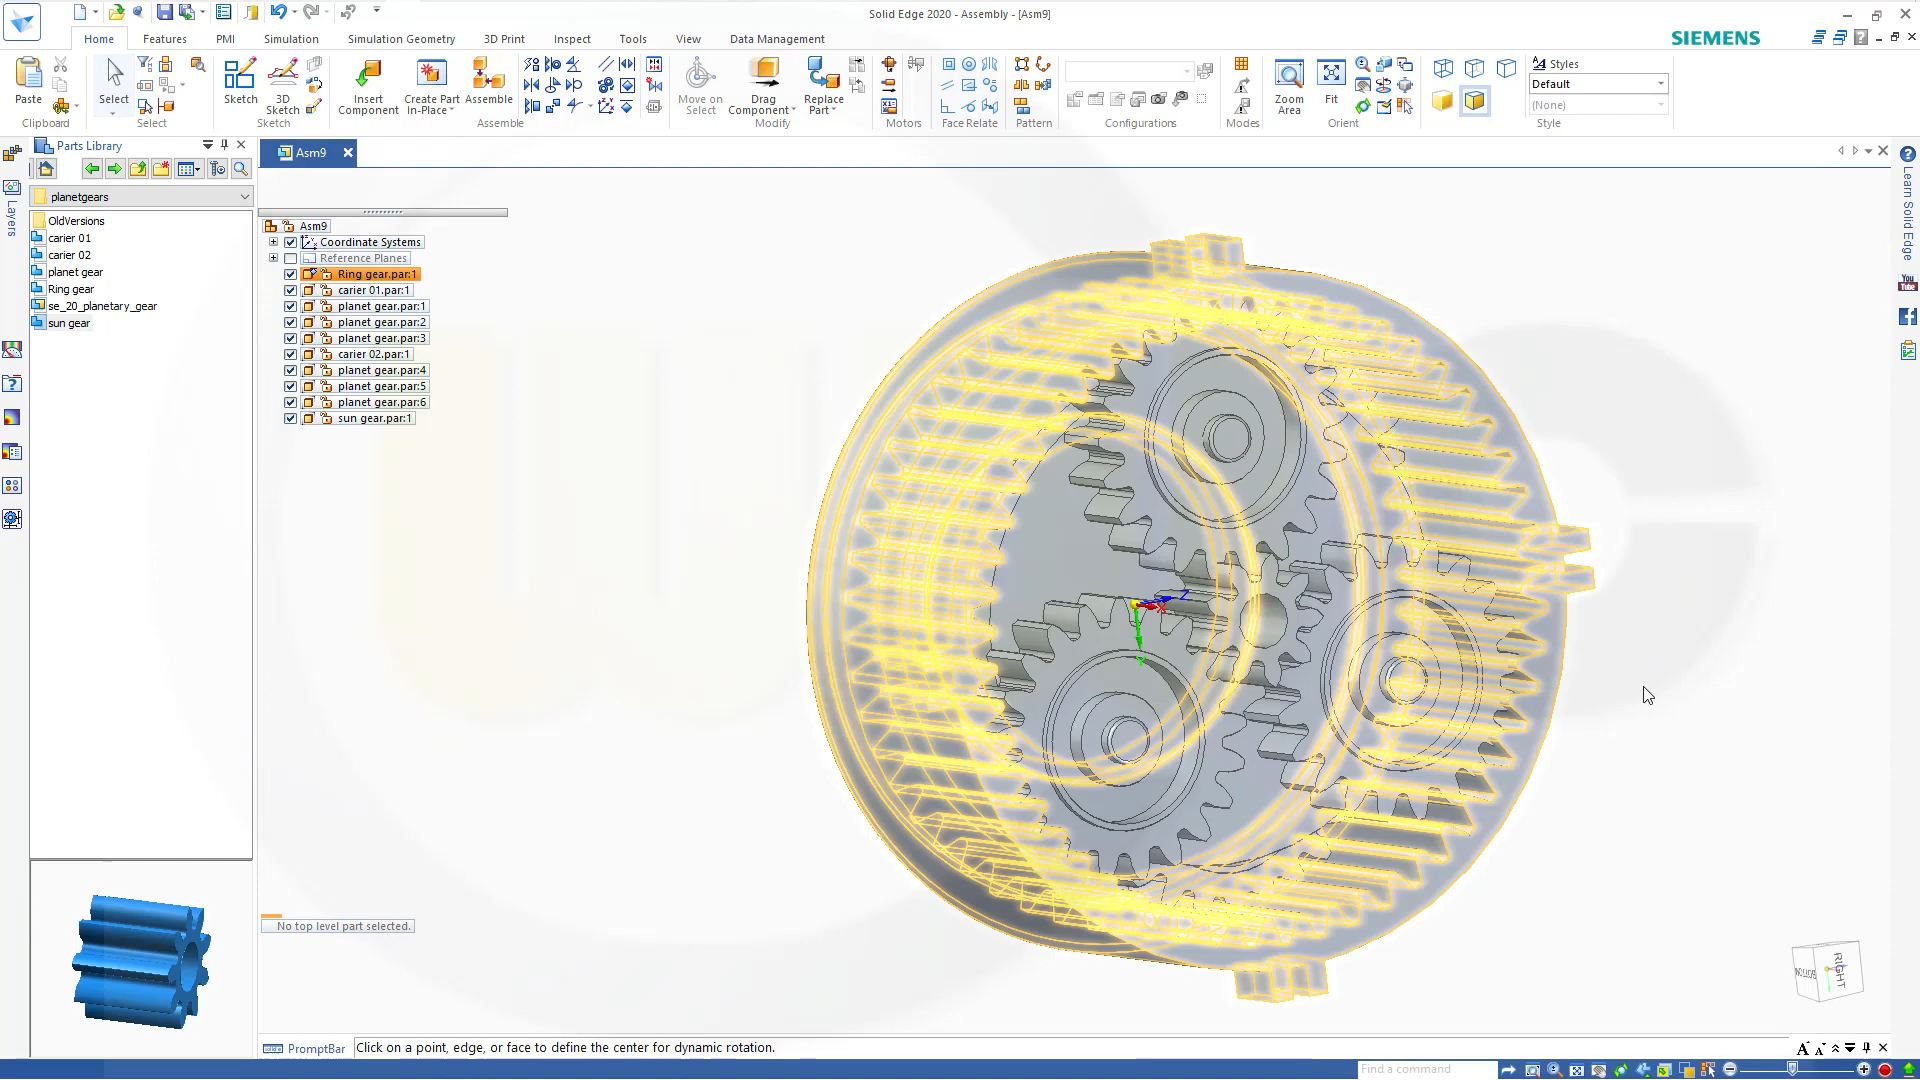 Solid Edge 2020 - Assembly - [Asm9]
Home Features PMI Simulation Simulation Geometry 3D Print Inspect Tools View Data Management
SIEMENS
Paste
Clipboard
Select
Select
Sketch
3D Sketch
Sketch
Insert Component
Create Part In-Place
Assemble
Assemble
Move on Select
Drag Component
Replace Part
Modify
Motors
Face Relate
Pattern
Configurations
Modes
Zoom Area
Fit
Orient
Styles
Default
(None)
Style
Parts Library
planetgears
OldVersions
carier 01
carier 02
planet gear
Ring gear
se_20_planetary_gear
sun gear
Layers
Asm9
Asm9
Coordinate Systems
Reference Planes
Ring gear.par:1
carier 01.par:1
planet gear.par:1
planet gear.par:2
planet gear.par:3
carier 02.par:1
planet gear.par:4
planet gear.par:5
planet gear.par:6
sun gear.par:1
No top level part selected.
Z
X
Y
Learn Solid Edge
You
Tube
BOTTOM
RIGHT
PromptBar
Click on a point, edge, or face to define the center for dynamic rotation.
Find a command